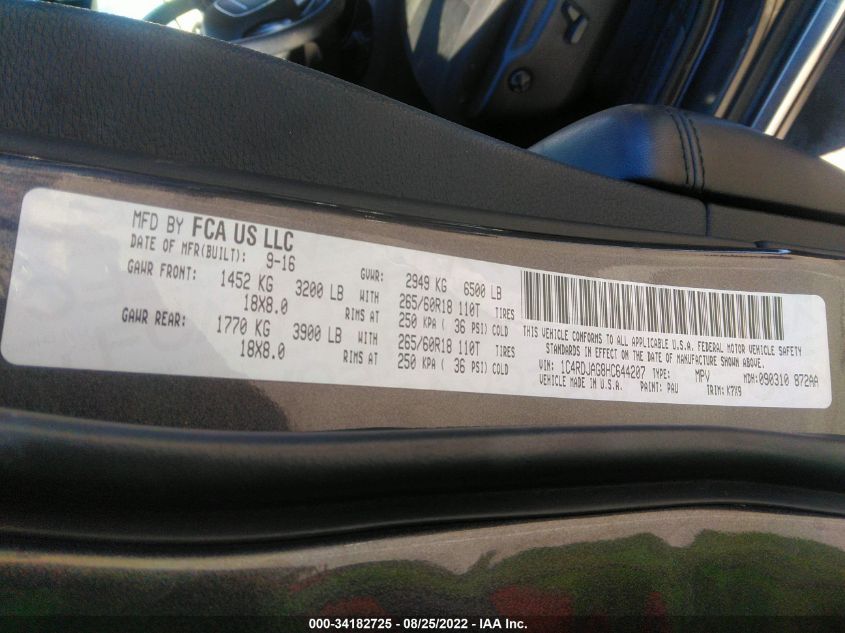 MFD BY FCA US LLC
DATE OF MFR(BUILT): 9-16 GVWR: 2949 KG 6500 LB
GAWR FRONT: 1452 KG 3200 LB WITH 265/60R18 110T TIRES
18X8.0 RIMS AT 250 KPA ( 36 PSI) COLD
GAWR REAR: 1770 KG 3900 LB WITH 265/60R18 110T TIRES
18X8.0 RIMS AT 250 KPA ( 36 PSI) COLD
THIS VEHICLE CONFORMS TO ALL APPLICABLE U.S.A. FEDERAL MOTOR VEHICLE SAFETY
STANDARDS IN EFFECT ON THE DATE OF MANUFACTURE SHOWN ABOVE.
VIN: 1C4RDJAG8HC644207 TYPE: MPV MDH: 090310 872AA
VEHICLE MADE IN U.S.A. PAINT: PAU TRIM: K7X9
000-34182725 - 08/25/2022 - IAA Inc.